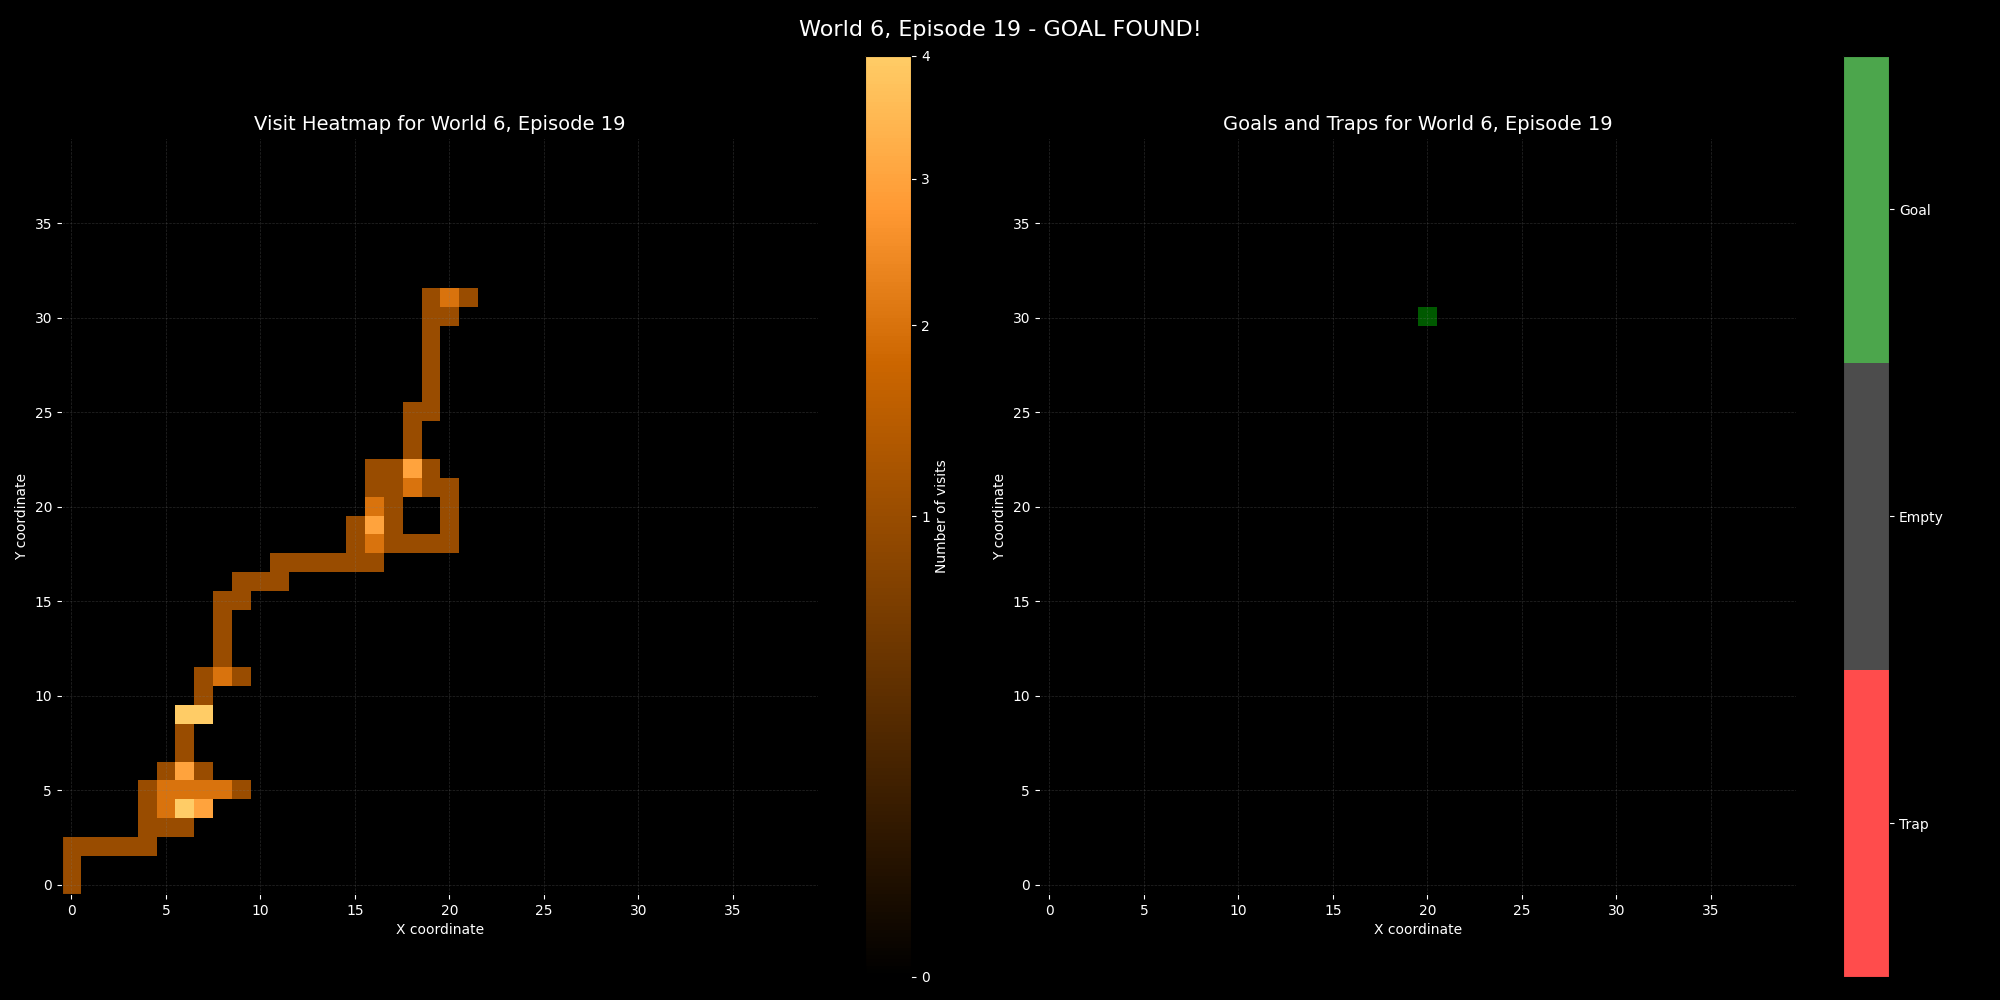 World 6, Episode 19 - GOAL FOUND!
Visit Heatmap for World 6, Episode 19
35
30
25
20
15
10
5
0
Y coordinate
0 5 10 15 20 25 30 35
X coordinate
4
3
2
1
0
Number of visits
Goals and Traps for World 6, Episode 19
35
30
25
20
15
10
5
0
Y coordinate
0 5 10 15 20 25 30 35
X coordinate
Goal
Empty
Trap